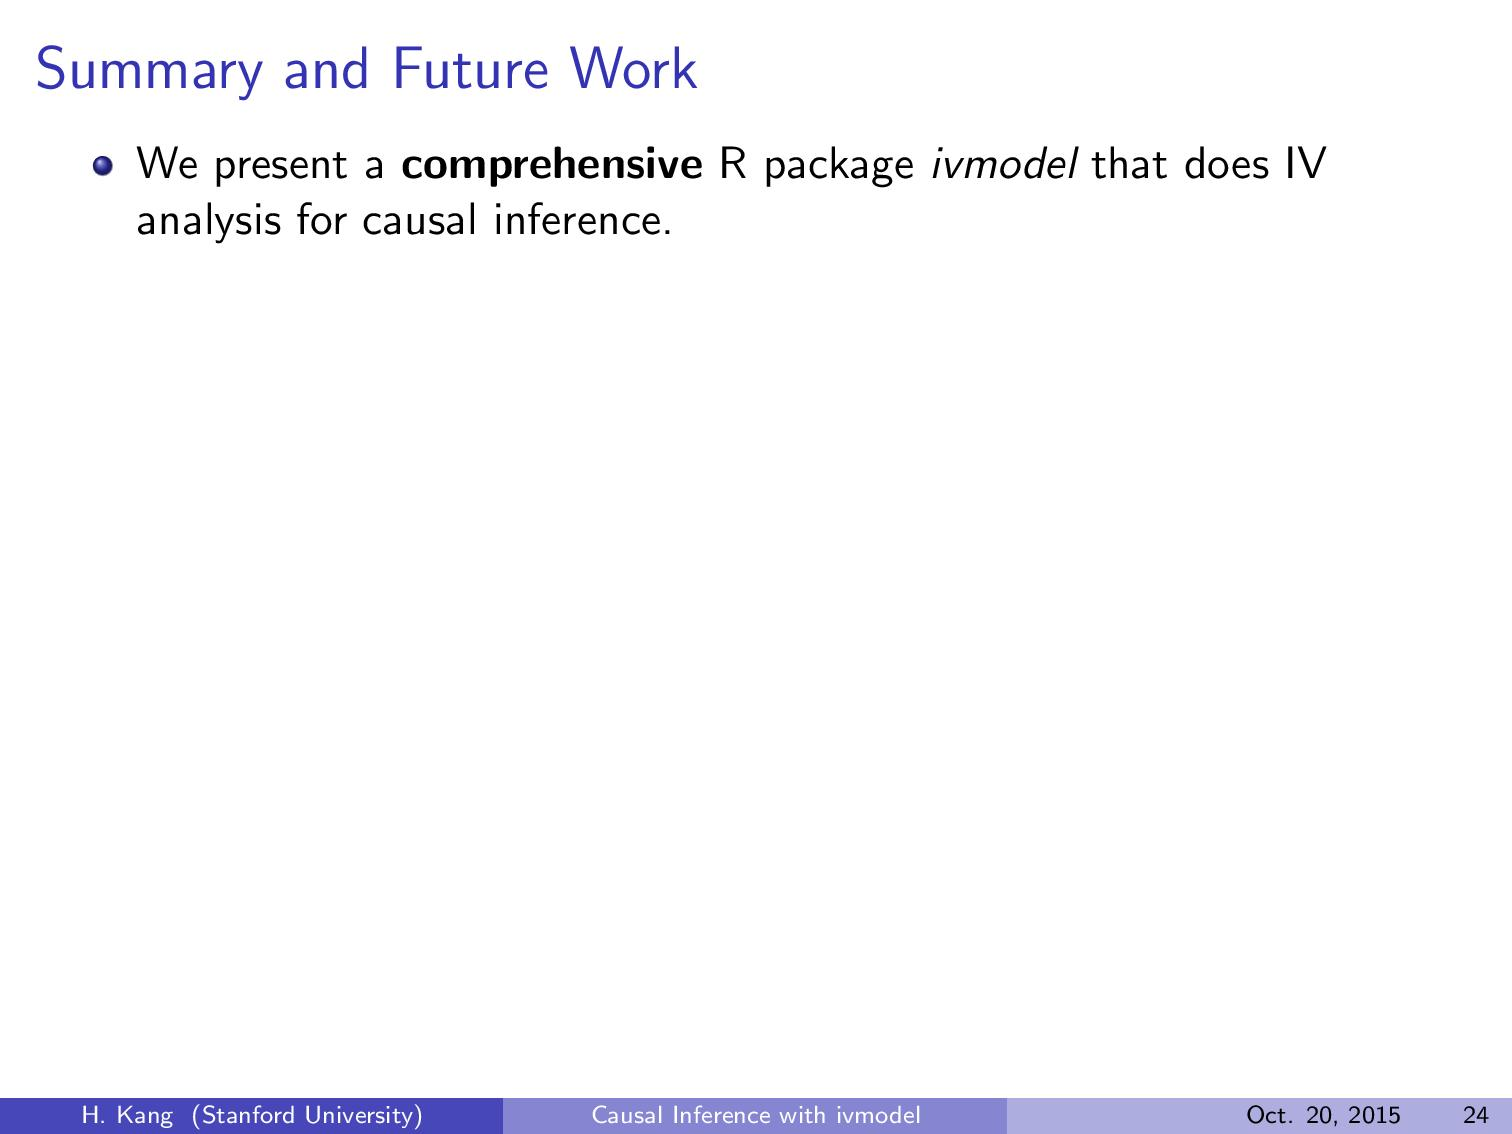 Summary and Future Work
We present a comprehensive R package ivmodel that does IV
analysis for causal inference.
H. Kang (Stanford University) Causal Inference with ivmodel Oct. 20, 2015 24